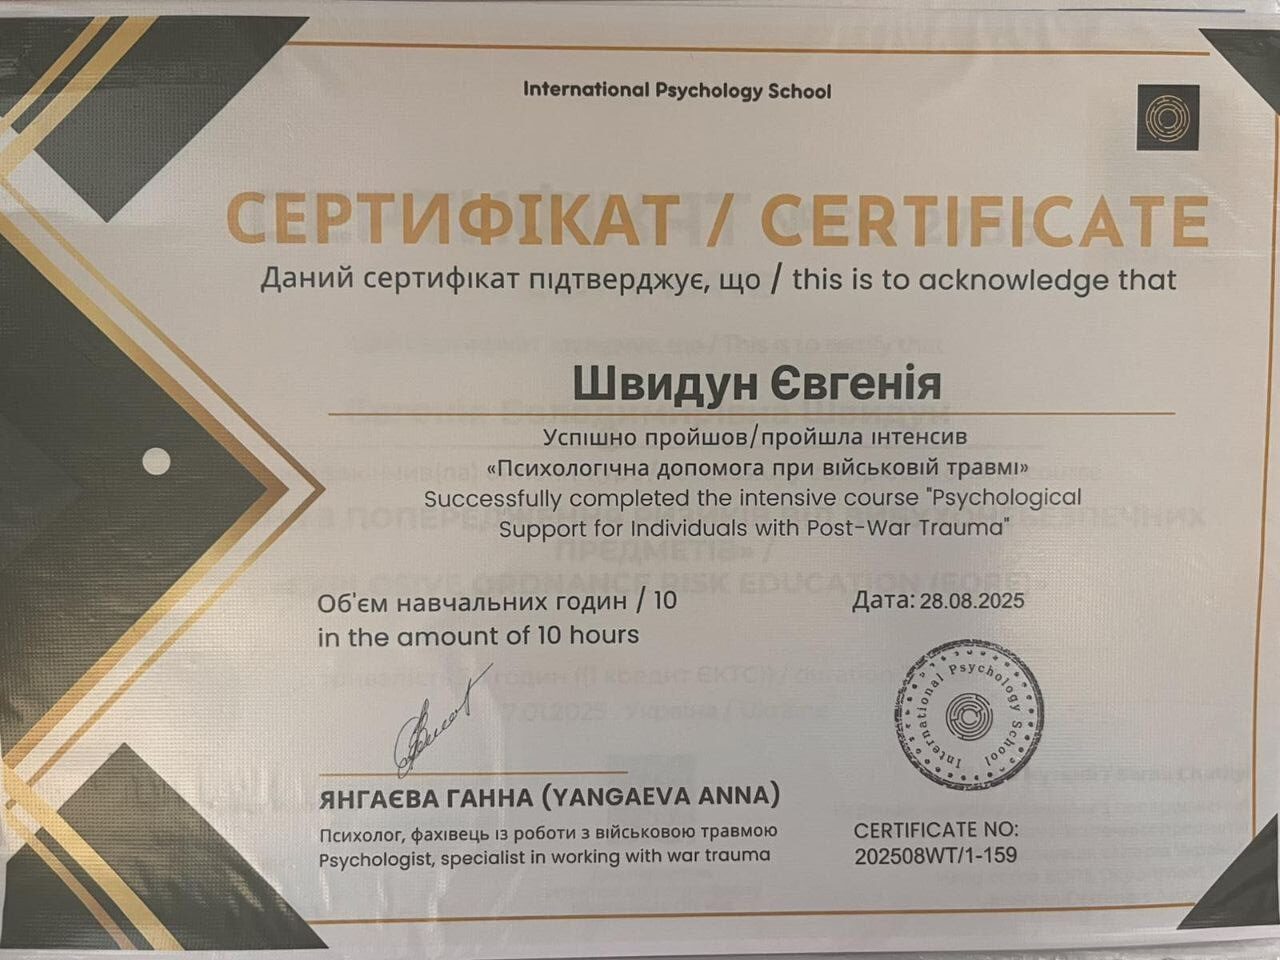 International Psychology School
СЕРТИФІКАТ / CERTIFICATE
Даний сертифікат підтверджує, що / this is to acknowledge that
Швидун Євгенія
Успішно пройшов/пройшла інтенсив
«Психологічна допомога при військовій травмі»
Successfully completed the intensive course "Psychological
Support for Individuals with Post-War Trauma"
Об'єм навчальних годин / 10
in the amount of 10 hours
Дата: 28.08.2025
International Psychology School
ЯНГАЄВА ГАННА (YANGAEVA ANNA)
Психолог, фахівець із роботи з військовою травмою
Psychologist, specialist in working with war trauma
CERTIFICATE NO:
202508WT/1-159